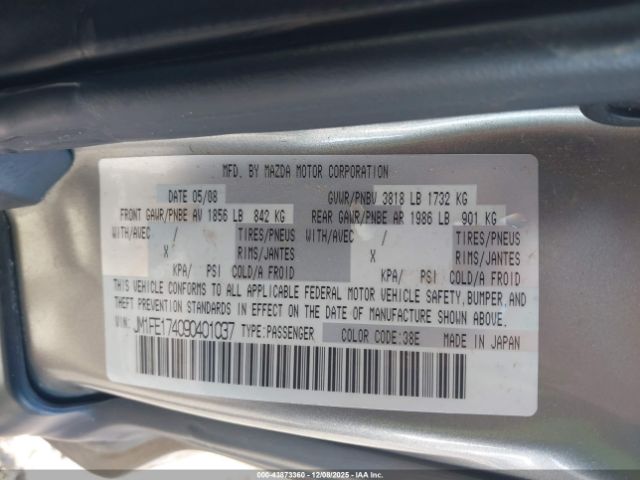 MFD. BY MAZDA MOTOR CORPORATION
DATE 05/08 GVWR/PNBV 3818 LB 1732 KG
FRONT GAWR/PNBE AV 1856 LB 842 KG REAR GAWR/PNBE AR 1986 LB 901 KG
WITH/AVEC / TIRES/PNEUS WITH/AVEC / TIRES/PNEUS
X RIMS/JANTES X RIMS/JANTES
KPA/ PSI COLD/A FROID KPA/ PSI COLD/A FROID
THIS VEHICLE CONFORMS TO ALL APPLICABLE FEDERAL MOTOR VEHICLE SAFETY, BUMPER, AND
THEFT PREVENTION STANDARDS IN EFFECT ON THE DATE OF MANUFACTURE SHOWN ABOVE.
VIN: JM1FE174090401037 TYPE:PASSENGER COLOR CODE:38E MADE IN JAPAN
000-43873360 - 12/08/2025 - IAAI.COM